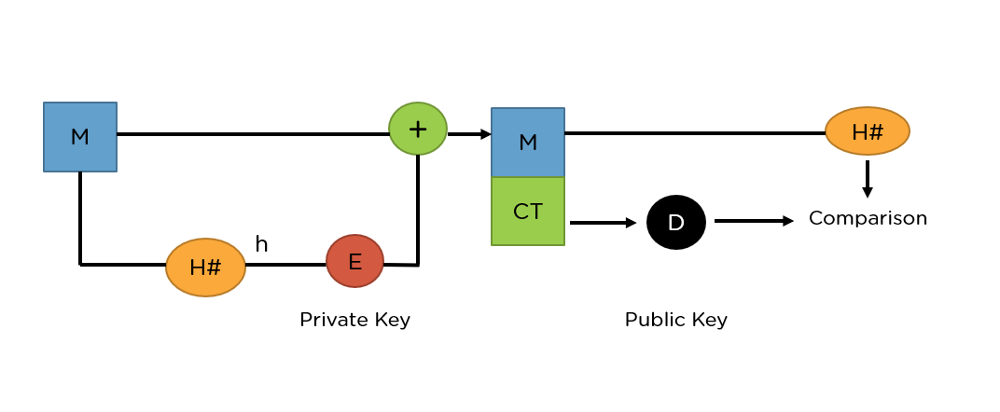 M
+
M
H#
CT
D
Comparison
h
H#
E
Private Key
Public Key